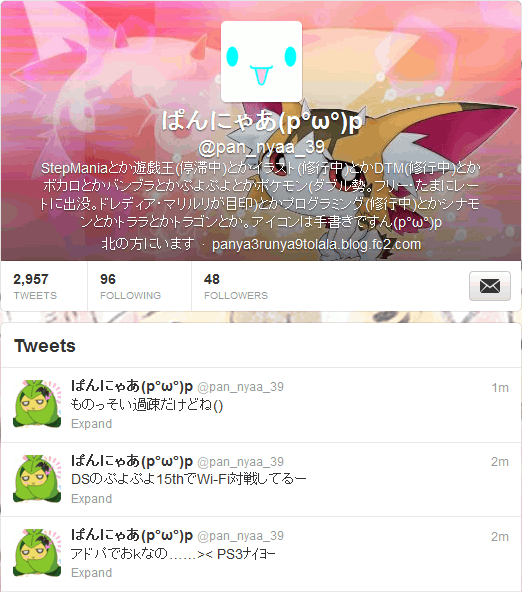 ぱんにゃあ(p°ω°)p
@pan_nyaa_39
StepManiaとか遊戯王(停滞中)とかイラスト(修行中)とかDTM(修行中)とか
ボカロとかバンブラとかぷよぷよとかポケモン(ダブル勢。フリー・たまにレー
トに出没。ドレディア・マリルリが目印)とかプログラミング(修行中)とかシナモ
ンとかトララとかトラゴンとか。アイコンは手書きですん(p°ω°)p
北の方にいます · panya3runya9tolala.blog.fc2.com
2,957
TWEETS
96
FOLLOWING
48
FOLLOWERS
Tweets
ぱんにゃあ(p°ω°)p @pan_nyaa_39 1m
ものっそい過疎だけどね()
Expand
ぱんにゃあ(p°ω°)p @pan_nyaa_39 2m
DSのぷよぷよ15thでWi-Fi対戦してるー
Expand
ぱんにゃあ(p°ω°)p @pan_nyaa_39 2m
アドパでおkなの……>< PS3ﾅｲﾖｰ
Expand